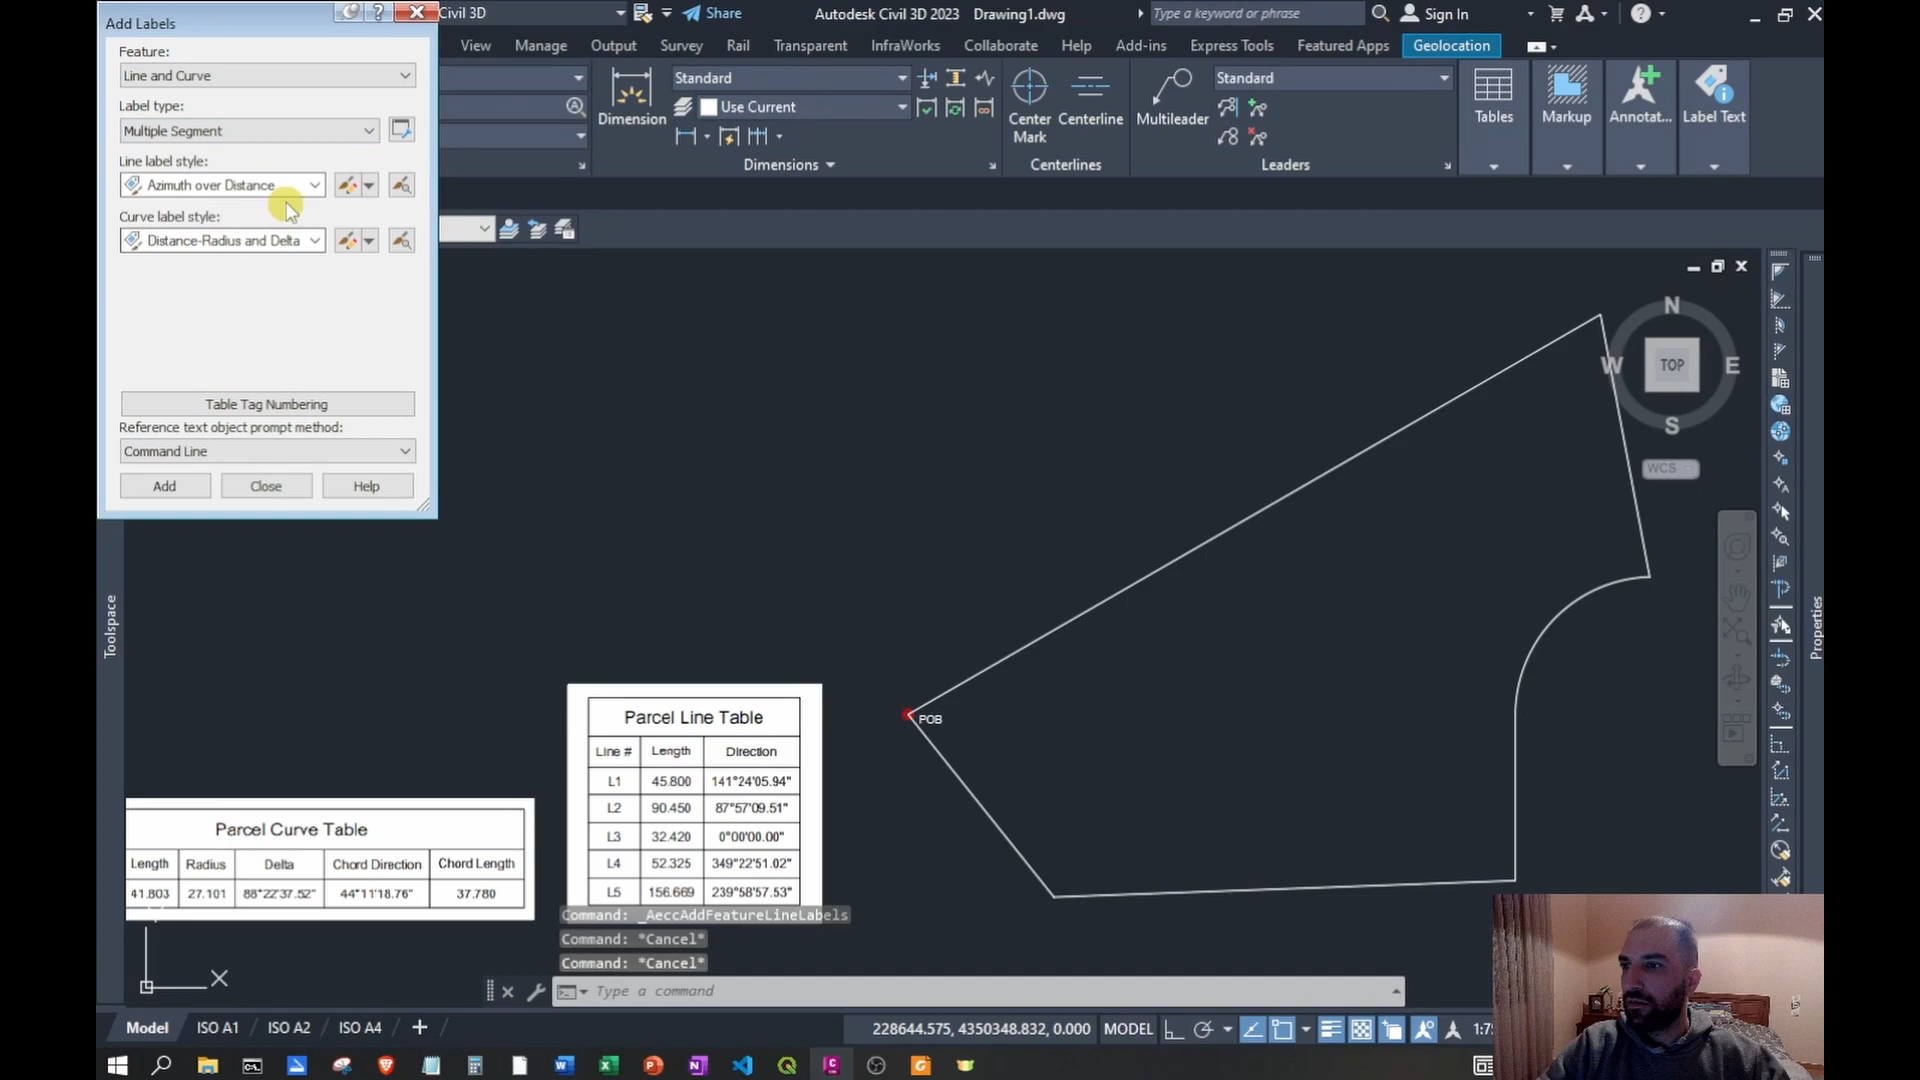 Add Labels
Civil 3D
Share
Autodesk Civil 3D 2023
Drawing1.dwg
Type a keyword or phrase
Sign In
View
Manage
Output
Survey
Rail
Transparent
InfraWorks
Collaborate
Help
Add-ins
Express Tools
Featured Apps
Geolocation
Feature:
Line and Curve
Label type:
Multiple Segment
Line label style:
Azimuth over Distance
Curve label style:
Distance-Radius and Delta
Table Tag Numbering
Reference text object prompt method:
Command Line
Add
Close
Help
Standard
Use Current
Dimension
Dimensions
Center
Mark
Centerline
Centerlines
Multileader
Standard
Leaders
Tables
Markup
Annotat...
Label Text
N
W
TOP
E
S
WCS
Toolspace
Properties
POB
Parcel Line Table
Line # Length Direction
L1 45.800 141°24'05.94"
L2 90.450 87°57'09.51"
L3 32.420 0°00'00.00"
L4 52.325 349°22'51.02"
L5 156.669 239°58'57.53"
Parcel Curve Table
Length Radius Delta Chord Direction Chord Length
41.803 27.101 88°22'37.52" 44°11'18.76" 37.780
Command: _AeccAddFeatureLineLabels
Command: *Cancel*
Command: *Cancel*
Type a command
X
Model
ISO A1
ISO A2
ISO A4
228644.575, 4350348.832, 0.000
MODEL